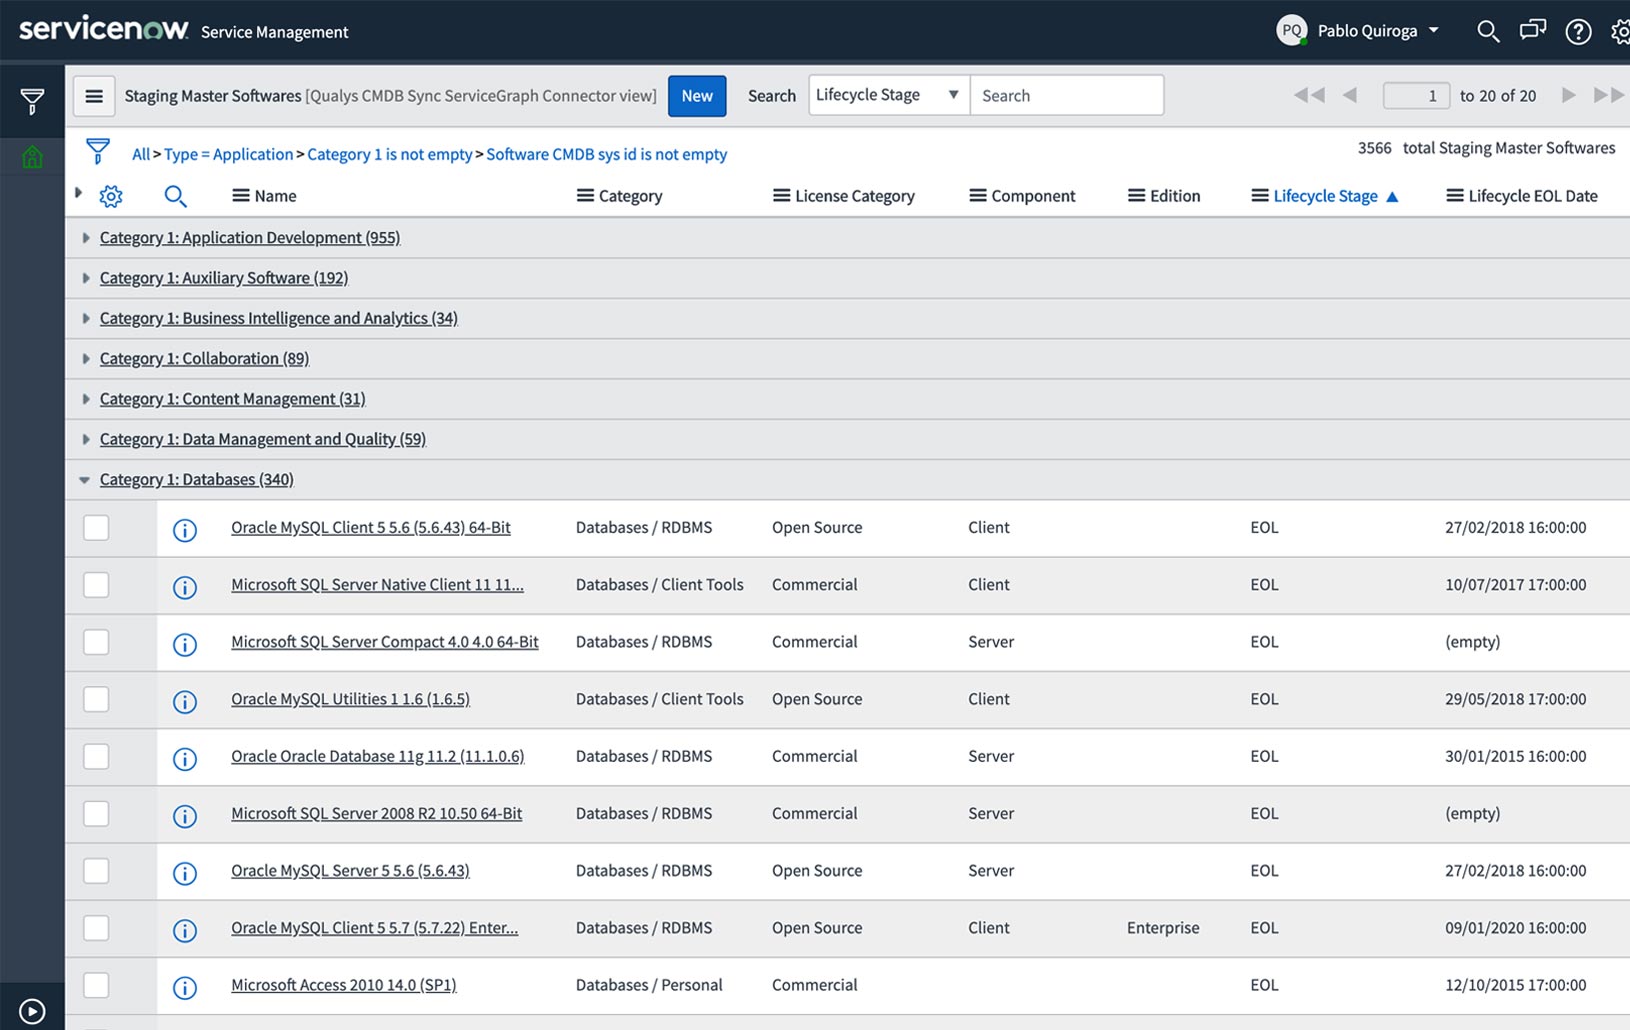 servicenow Service Management PQ Pablo Quiroga
Staging Master Softwares [Qualys CMDB Sync ServiceGraph Connector view] New Search Lifecycle Stage Search 1 to 20 of 20
All > Type = Application > Category 1 is not empty > Software CMDB sys id is not empty 3566 total Staging Master Softwares
Name Category License Category Component Edition Lifecycle Stage Lifecycle EOL Date
Category 1: Application Development (955)
Category 1: Auxiliary Software (192)
Category 1: Business Intelligence and Analytics (34)
Category 1: Collaboration (89)
Category 1: Content Management (31)
Category 1: Data Management and Quality (59)
Category 1: Databases (340)
Oracle MySQL Client 5 5.6 (5.6.43) 64-Bit Databases / RDBMS Open Source Client EOL 27/02/2018 16:00:00
Microsoft SQL Server Native Client 11 11... Databases / Client Tools Commercial Client EOL 10/07/2017 17:00:00
Microsoft SQL Server Compact 4.0 4.0 64-Bit Databases / RDBMS Commercial Server EOL (empty)
Oracle MySQL Utilities 1 1.6 (1.6.5) Databases / Client Tools Open Source Client EOL 29/05/2018 17:00:00
Oracle Oracle Database 11g 11.2 (11.1.0.6) Databases / RDBMS Commercial Server EOL 30/01/2015 16:00:00
Microsoft SQL Server 2008 R2 10.50 64-Bit Databases / RDBMS Commercial Server EOL (empty)
Oracle MySQL Server 5 5.6 (5.6.43) Databases / RDBMS Open Source Server EOL 27/02/2018 16:00:00
Oracle MySQL Client 5 5.7 (5.7.22) Enter... Databases / RDBMS Open Source Client Enterprise EOL 09/01/2020 16:00:00
Microsoft Access 2010 14.0 (SP1) Databases / Personal Commercial EOL 12/10/2015 17:00:00